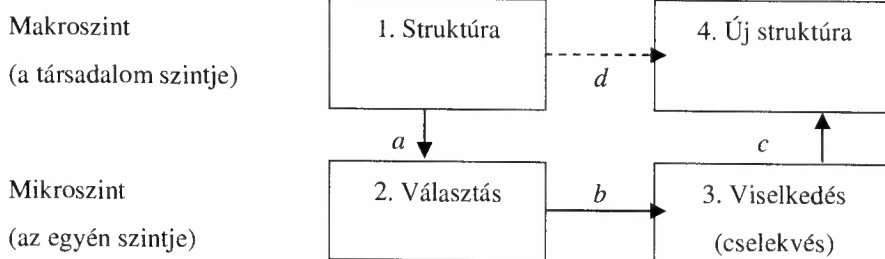 Makroszint
(a társadalom szintje)
1. Struktúra
4. Új struktúra
d
a
c
Mikroszint
(az egyén szintje)
2. Választás
b
3. Viselkedés
(cselekvés)